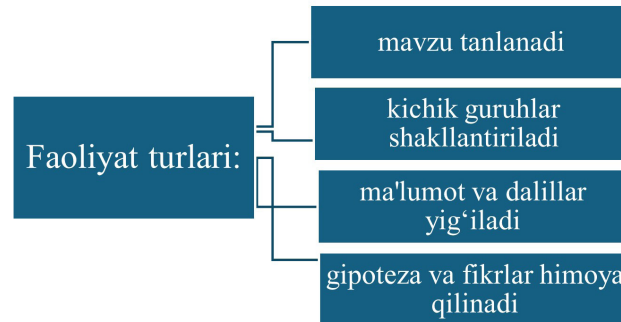 Faoliyat turlari:
mavzu tanlanadi
kichik guruhlar
shakllantiriladi
ma'lumot va dalillar
yig‘iladi
gipoteza va fikrlar himoya
qilinadi